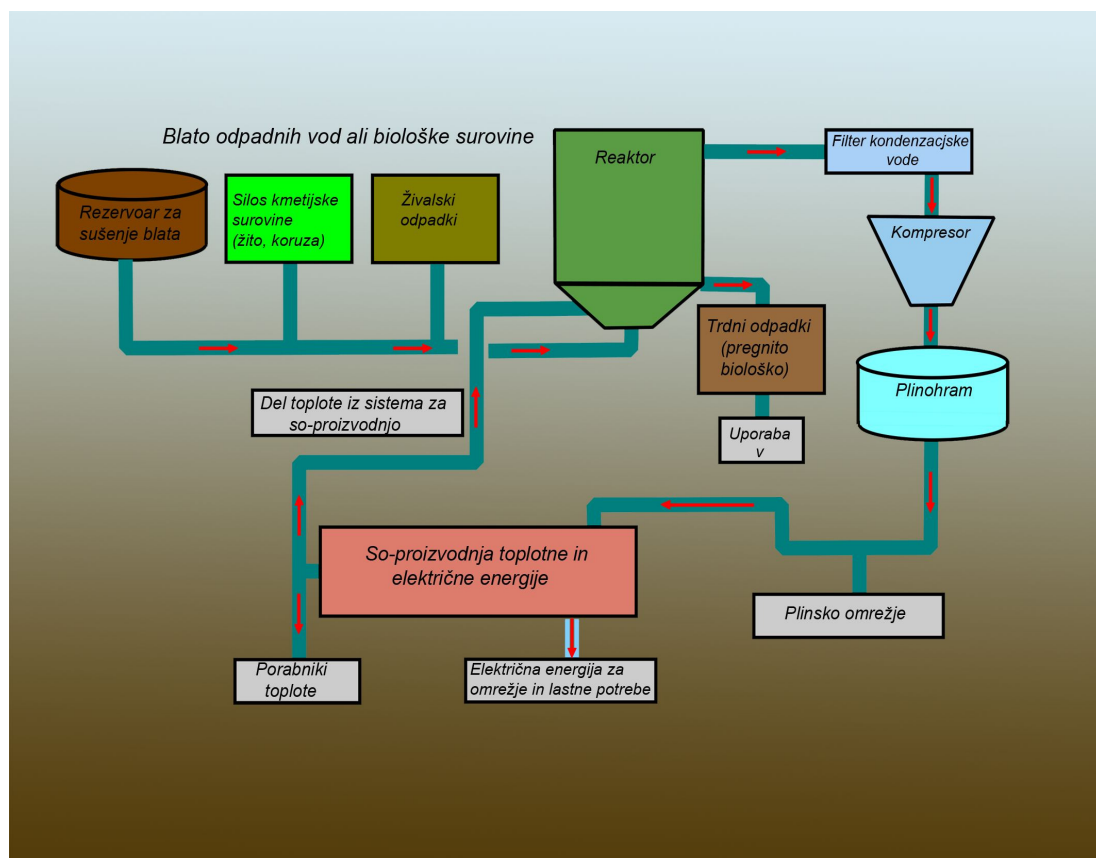 Blato odpadnih vod ali biološke surovine
Reaktor
Filter kondenzacjske
vode
Rezervoar za
sušenje blata
Silos kmetijske
surovine
(žito, koruza)
Živalski
odpadki
Kompresor
Trdni odpadki
(pregnito
biološko)
Plinohram
Del toplote iz sistema za
so-proizvodnjo
Uporaba
v
So-proizvodnja toplotne in
električne energije
Plinsko omrežje
Porabniki
toplote
Električna energija za
omrežje in lastne potrebe